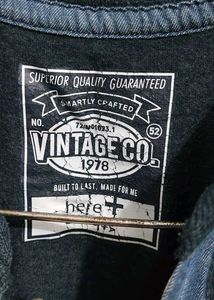 SUPERIOR QUALITY GUARANTEED
SMARTLY CRAFTED
NO.
52
VINTAGE CO.
1978
BUILT TO LAST, MADE FOR ME
here+